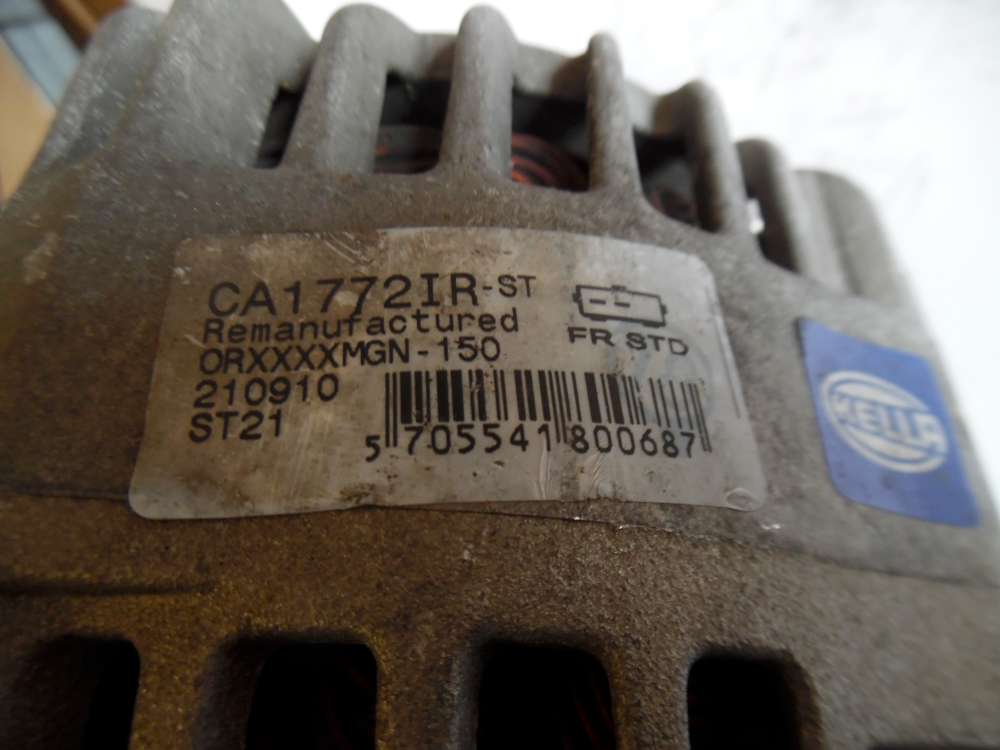 CA1772IR-ST
Remanufactured
FR STD
ORXXXXMGN-150
210910
ST21
5 705541 800687
HELLA